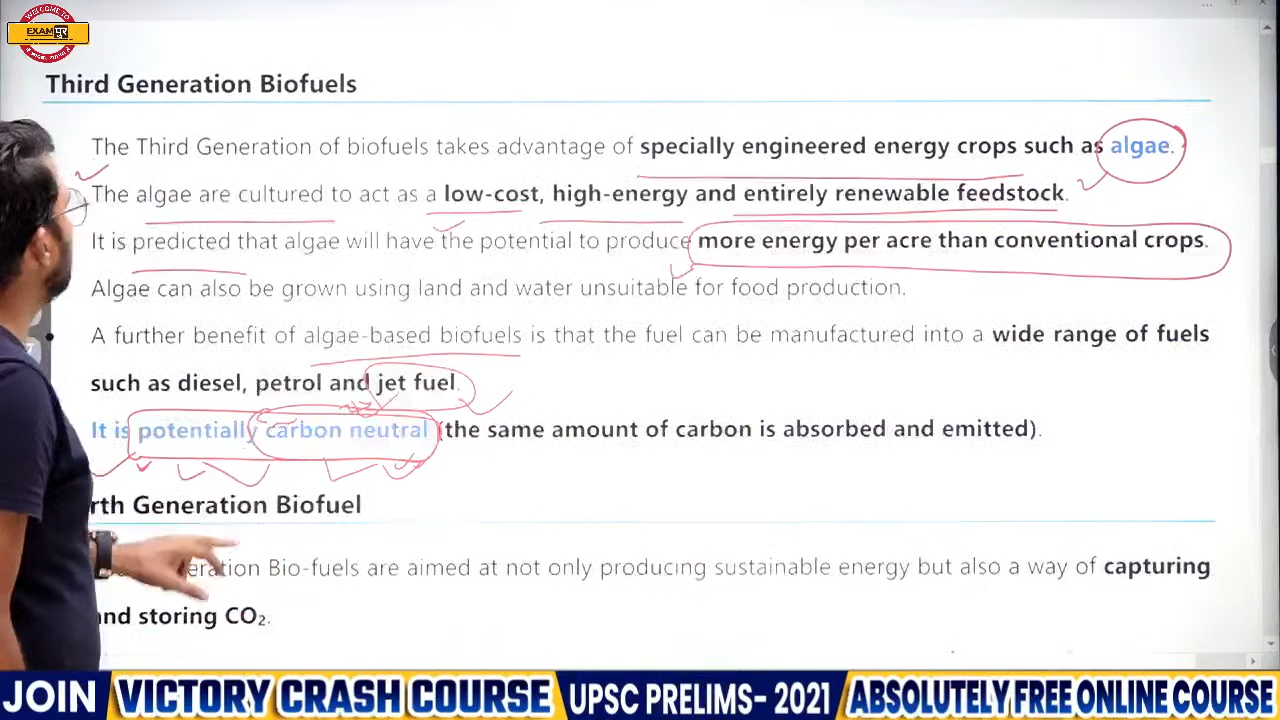 WELCOME TO
EXAM पुर
Third Generation Biofuels
The Third Generation of biofuels takes advantage of specially engineered energy crops such as algae.
The algae are cultured to act as a low-cost, high-energy and entirely renewable feedstock.
It is predicted that algae will have the potential to produce more energy per acre than conventional crops.
Algae can also be grown using land and water unsuitable for food production.
A further benefit of algae-based biofuels is that the fuel can be manufactured into a wide range of fuels
such as diesel, petrol and jet fuel.
It is potentially carbon neutral (the same amount of carbon is absorbed and emitted).
rth Generation Biofuel
eration Bio-fuels are aimed at not only producing sustainable energy but also a way of capturing
and storing CO₂.
JOIN VICTORY CRASH COURSE UPSC PRELIMS- 2021 ABSOLUTELY FREE ONLINE COURSE